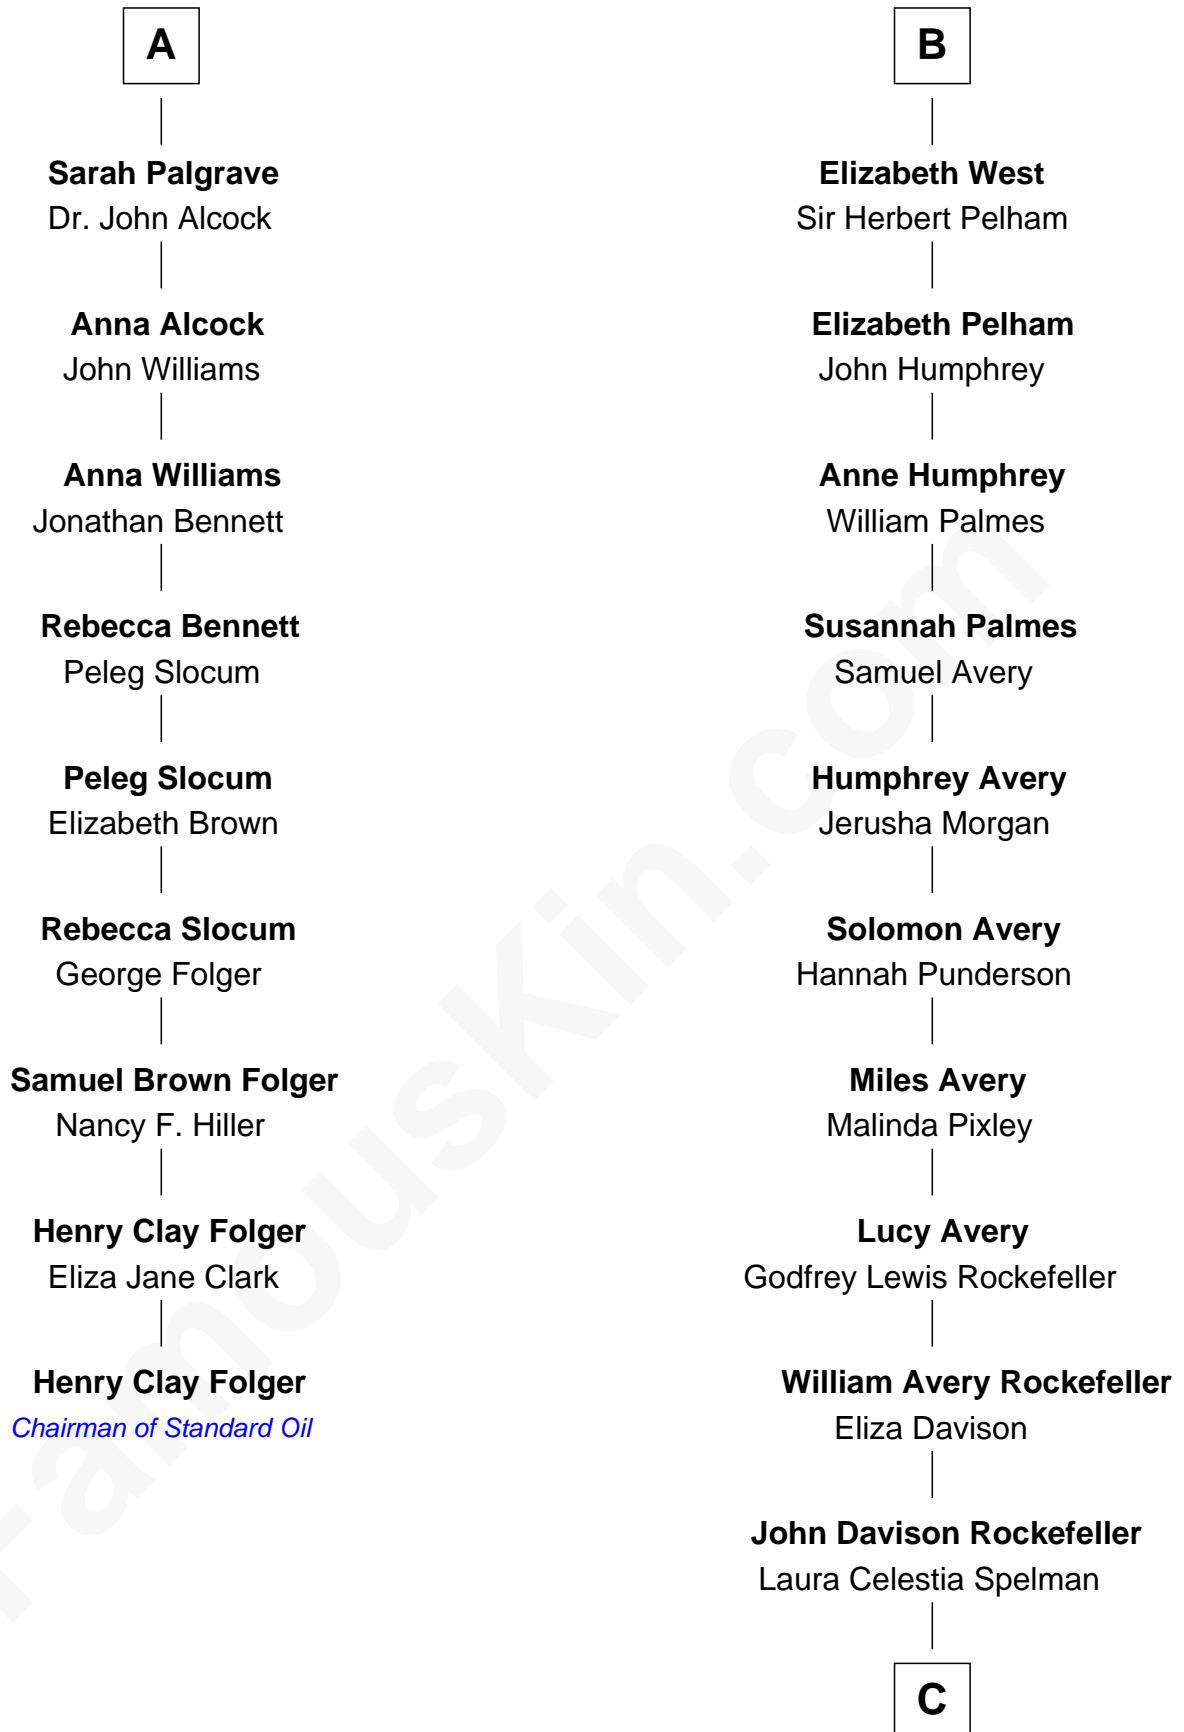 A
Sarah Palgrave
Dr. John Alcock
Anna Alcock
John Williams
Anna Williams
Jonathan Bennett
Rebecca Bennett
Peleg Slocum
Peleg Slocum
Elizabeth Brown
Rebecca Slocum
George Folger
Samuel Brown Folger
Nancy F. Hiller
Henry Clay Folger
Eliza Jane Clark
Henry Clay Folger
Chairman of Standard Oil
B
Elizabeth West
Sir Herbert Pelham
Elizabeth Pelham
John Humphrey
Anne Humphrey
William Palmes
Susannah Palmes
Samuel Avery
Humphrey Avery
Jerusha Morgan
Solomon Avery
Hannah Punderson
Miles Avery
Malinda Pixley
Lucy Avery
Godfrey Lewis Rockefeller
William Avery Rockefeller
Eliza Davison
John Davison Rockefeller
Laura Celestia Spelman
C
FamousKin.com